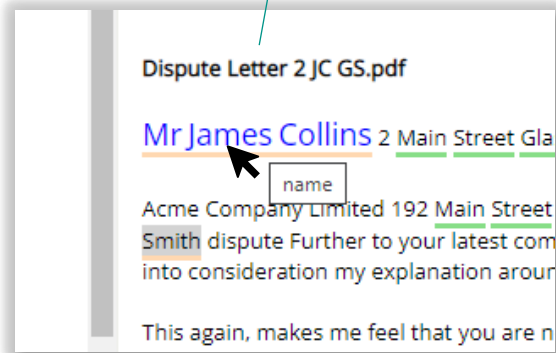 Dispute Letter 2 JC GS.pdf
Mr James Collins 2 Main Street Gla
name
Acme Company Limited 192 Main Street
Smith dispute Further to your latest com
into consideration my explanation aroun
This again, makes me feel that you are n